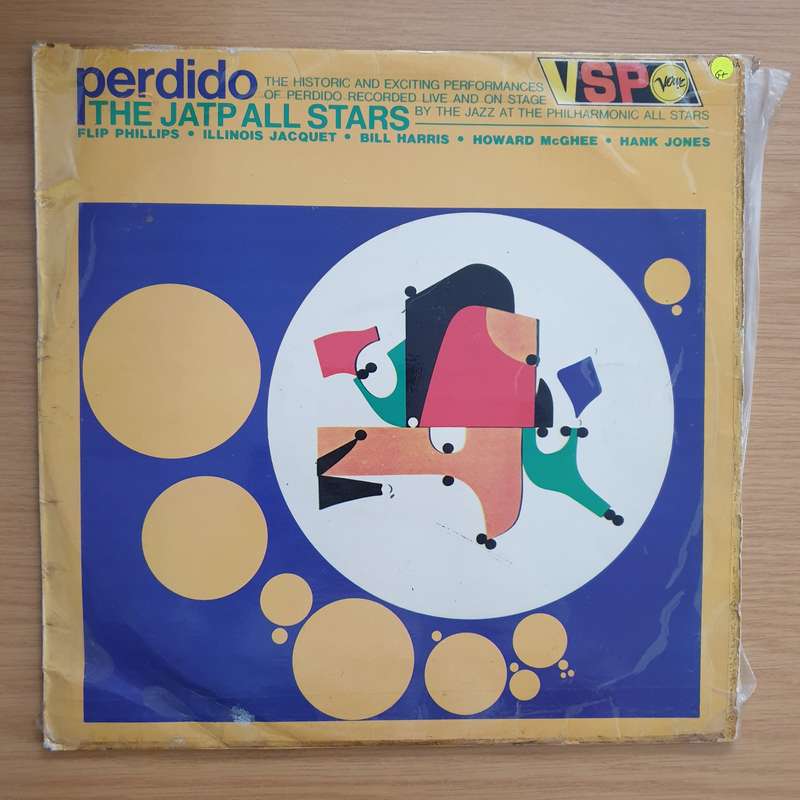 perdido
THE HISTORIC AND EXCITING PERFORMANCES
OF PERDIDO RECORDED LIVE AND ON STAGE
VSP
Verve
G+
THE JATP ALL STARS
BY THE JAZZ AT THE PHILHARMONIC ALL STARS
FLIP PHILLIPS • ILLINOIS JACQUET • BILL HARRIS • HOWARD McGHEE • HANK JONES